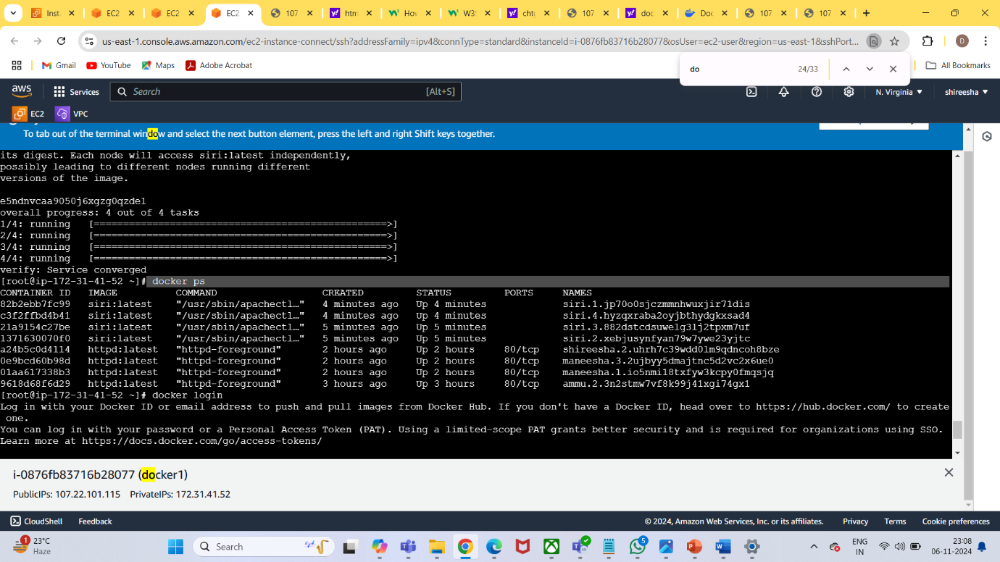 Inst
EC2
EC2
EC2
107
htm
How
W3
chtg
107
doc
Doc
107
107
us-east-1.console.aws.amazon.com/ec2-instance-connect/ssh?addressFamily=ipv4&connType=standard&instanceId=i-0876fb83716b28077&osUser=ec2-user&region=us-east-1&sshPort...
D
Gmail
YouTube
Maps
Adobe Acrobat
do
24/33
All Bookmarks
aws
Services
Search
[Alt+S]
N. Virginia
shireesha
EC2
VPC
To tab out of the terminal window and select the next button element, press the left and right Shift keys together.
its digest. Each node will access siri:latest independently,
possibly leading to different nodes running different
versions of the image.
e5ndnvcaa9050j6xgzg0qzde1
overall progress: 4 out of 4 tasks
1/4: running   [==================================================>]
2/4: running   [==================================================>]
3/4: running   [==================================================>]
4/4: running   [==================================================>]
verify: Service converged
[root@ip-172-31-41-52 ~]# docker ps
CONTAINER ID   IMAGE          COMMAND                  CREATED         STATUS         PORTS     NAMES
82b2ebb7fc99   siri:latest    "/usr/sbin/apachectl…"   4 minutes ago   Up 4 minutes             siri.1.jp70o0sjczmmnhwuxjir71dis
c3f2ffbd4b41   siri:latest    "/usr/sbin/apachectl…"   4 minutes ago   Up 4 minutes             siri.4.hyzqxraba2oyjbthydgkxsad4
21a9154c27be   siri:latest    "/usr/sbin/apachectl…"   5 minutes ago   Up 5 minutes             siri.3.882dstcdsuwelg3lj2tpxm7uf
1371630070f0   siri:latest    "/usr/sbin/apachectl…"   5 minutes ago   Up 5 minutes             siri.2.xebjusynfyan79w7ywe23yjtc
a24b5c0d4114   httpd:latest   "httpd-foreground"       2 hours ago     Up 2 hours     80/tcp    shireesha.2.uhrh7c39wdd0lm9qdncoh8bze
0e9bcd60b98d   httpd:latest   "httpd-foreground"       2 hours ago     Up 2 hours     80/tcp    maneesha.3.2ujbyy5dmajtnc5d2vc2x6ue0
01aa617338b3   httpd:latest   "httpd-foreground"       2 hours ago     Up 2 hours     80/tcp    maneesha.1.io5nmi18txfyw3kcpy0fmqsjq
9618d68f6d29   httpd:latest   "httpd-foreground"       3 hours ago     Up 3 hours     80/tcp    ammu.2.3n2stmw7vf8k99j41xgi74gx1
[root@ip-172-31-41-52 ~]# docker login
Log in with your Docker ID or email address to push and pull images from Docker Hub. If you don't have a Docker ID, head over to https://hub.docker.com/ to create
one.
You can log in with your password or a Personal Access Token (PAT). Using a limited-scope PAT grants better security and is required for organizations using SSO.
Learn more at https://docs.docker.com/go/access-tokens/
i-0876fb83716b28077 (docker1)
PublicIPs: 107.22.101.115    PrivateIPs: 172.31.41.52
CloudShell
Feedback
© 2024, Amazon Web Services, Inc. or its affiliates.
Privacy
Terms
Cookie preferences
1
23°C
Haze
Search
5
ENG
IN
23:08
06-11-2024